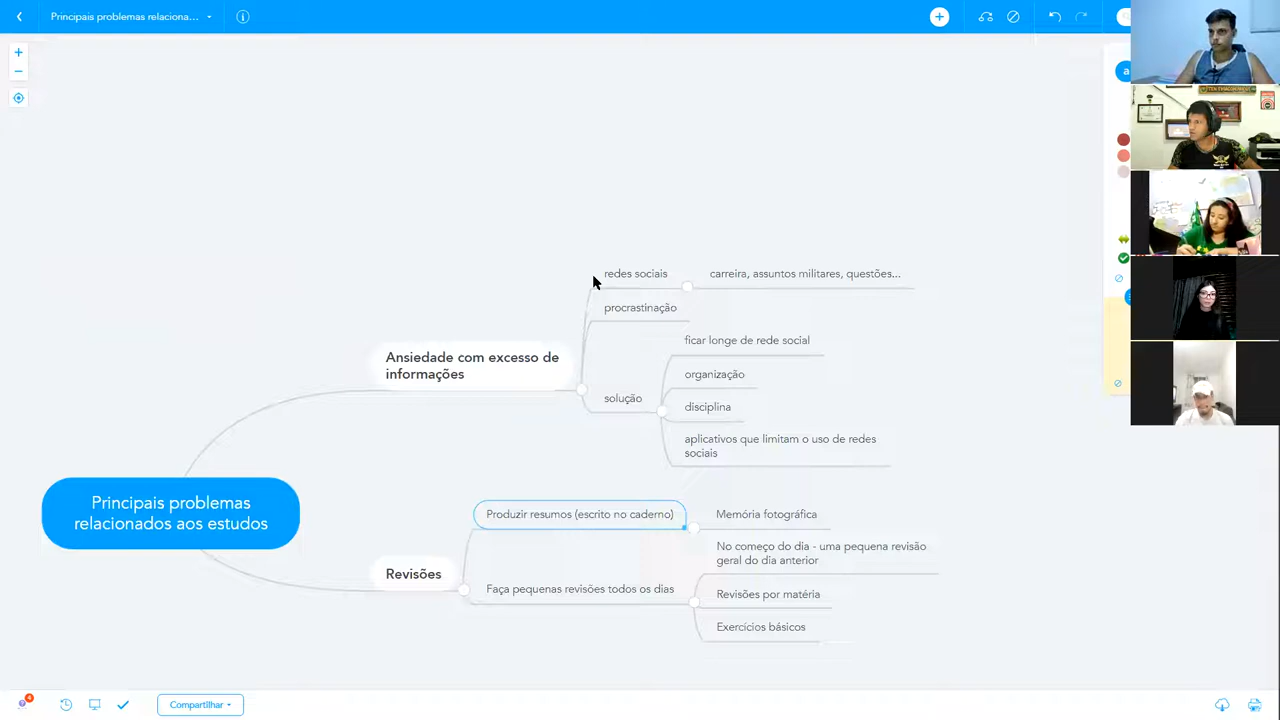 Principais problemas relaciona...
a
redes sociais
carreira, assuntos militares, questões...
procrastinação
Ansiedade com excesso de
informações
ficar longe de rede social
organização
solução
disciplina
aplicativos que limitam o uso de redes
sociais
Principais problemas
relacionados aos estudos
Produzir resumos (escrito no caderno)
Memória fotográfica
No começo do dia - uma pequena revisão
geral do dia anterior
Revisões
Faça pequenas revisões todos os dias
Revisões por matéria
Exercícios básicos
4
Compartilhar